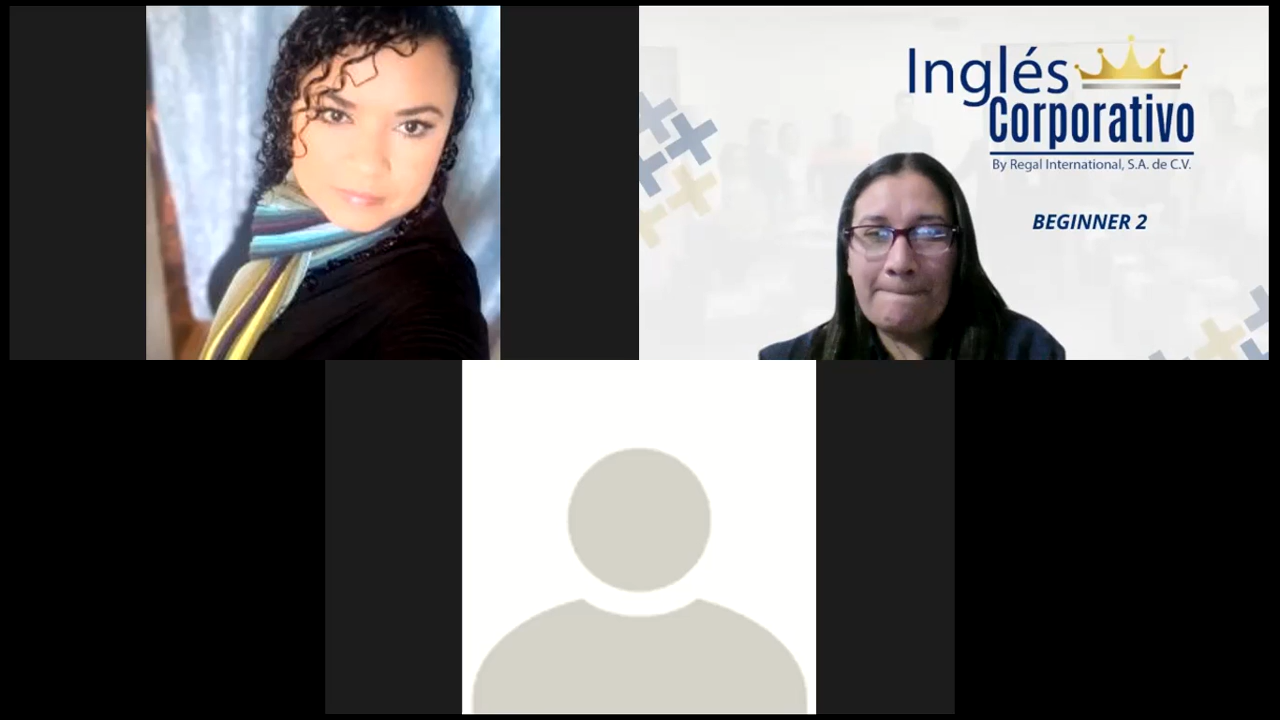 Inglés
Corporativo
By Regal International, S.A. de C.V.
BEGINNER 2